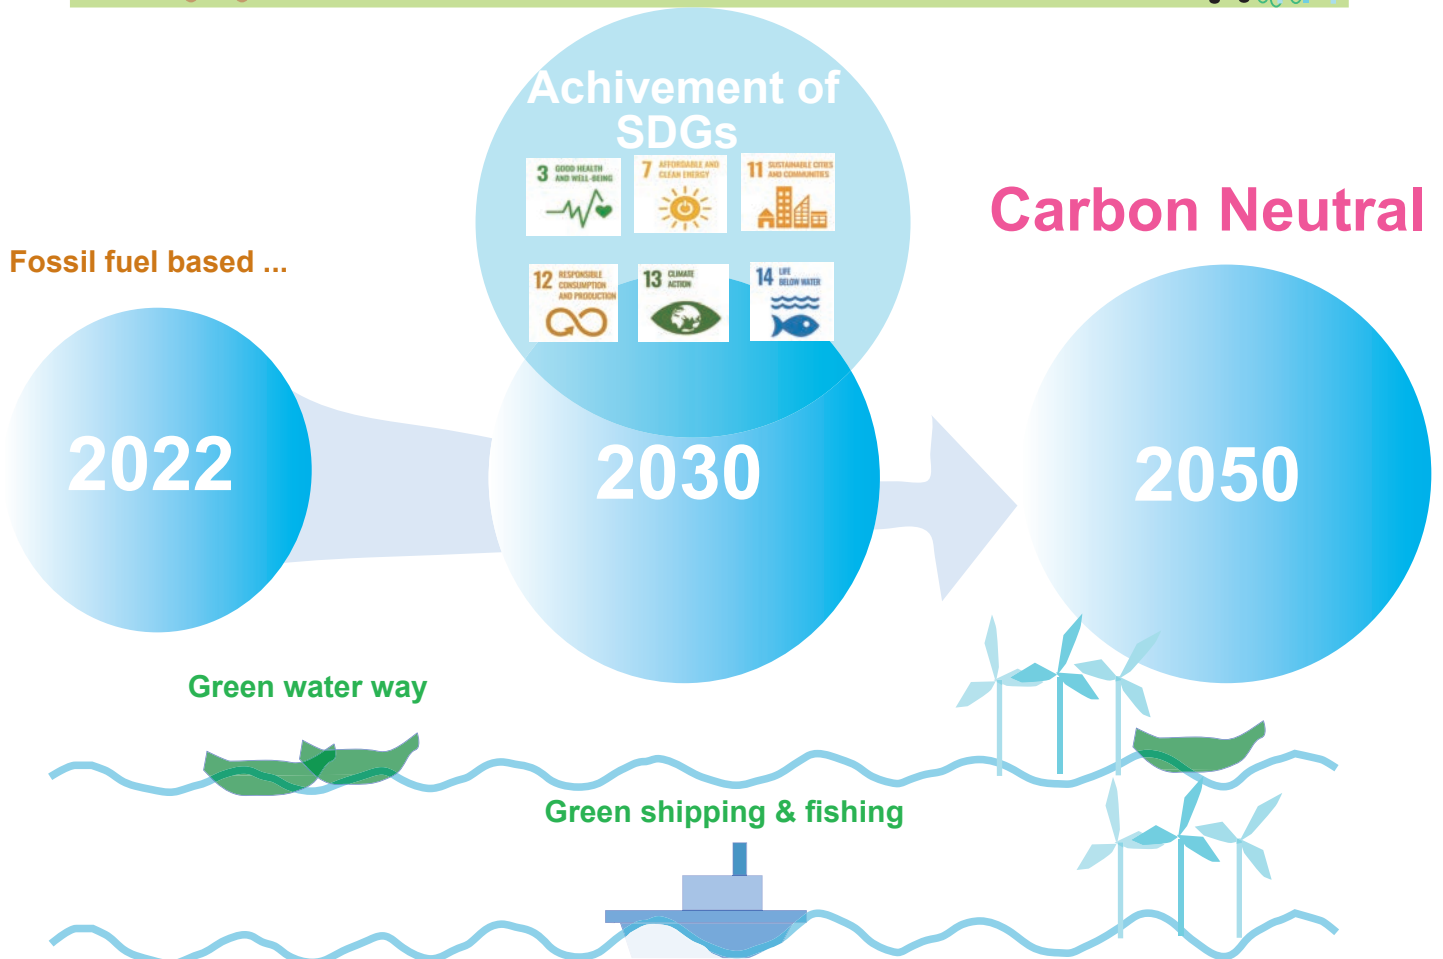 Achivement of
SDGs
3 GOOD HEALTH
AND WELL-BEING
7 AFFORDABLE AND
CLEAN ENERGY
11 SUSTAINABLE CITIES
AND COMMUNITIES
12 RESPONSIBLE
CONSUMPTION
AND PRODUCTION
13 CLIMATE
ACTION
14 LIFE
BELOW WATER
Carbon Neutral
Fossil fuel based ...
2022
2030
2050
Green water way
Green shipping & fishing